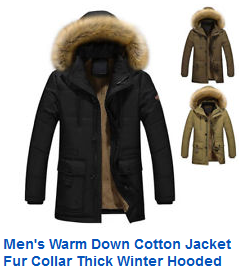 Men's Warm Down Cotton Jacket
Fur Collar Thick Winter Hooded